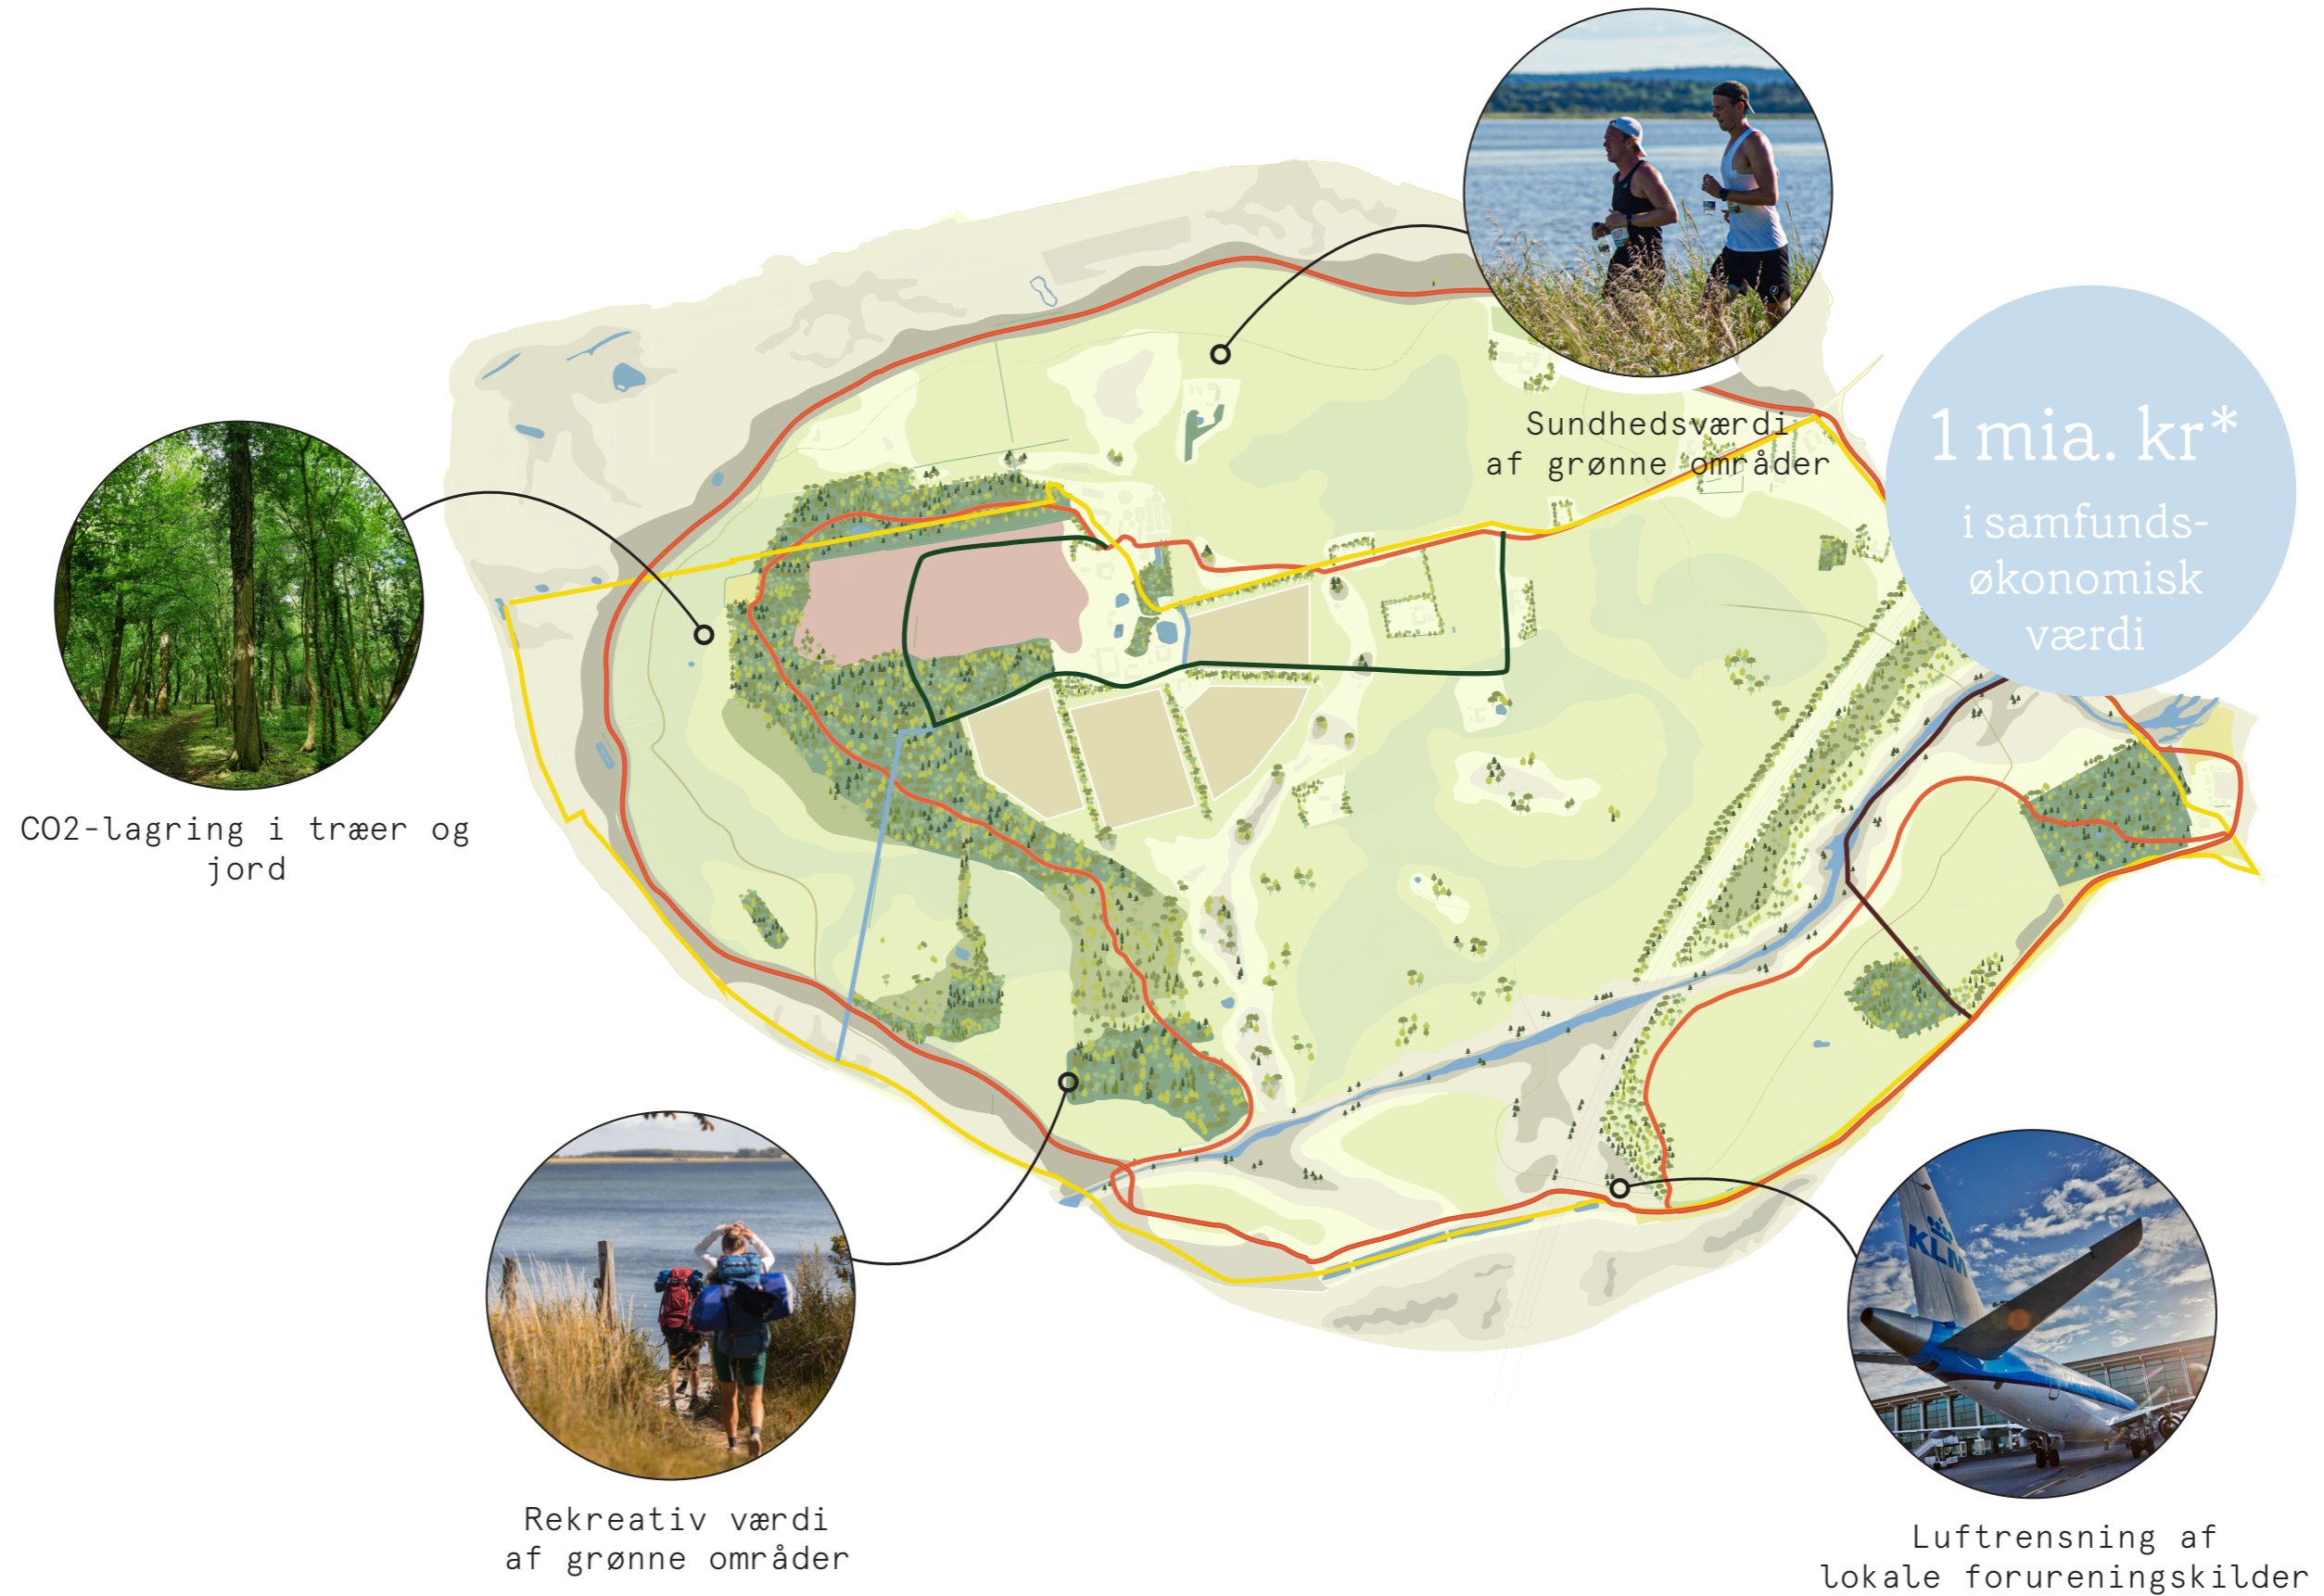 Sundhedsværdi
af grønne områder
1 mia. kr*
i samfunds-
økonomisk
værdi
CO2-lagring i træer og
jord
KLM
Rekreativ værdi
af grønne områder
Luftrensning af
lokale forureningskilder